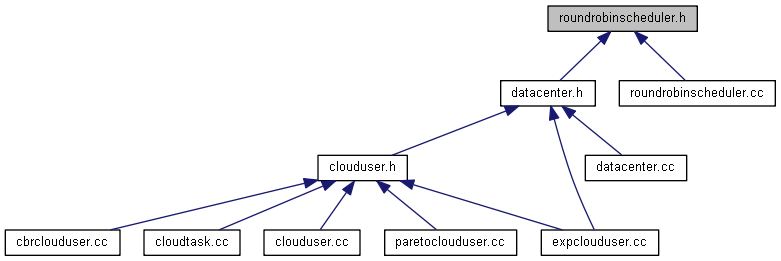 roundrobinscheduler.h
datacenter.h
roundrobinscheduler.cc
clouduser.h
datacenter.cc
cbrclouduser.cc
cloudtask.cc
clouduser.cc
paretoclouduser.cc
expclouduser.cc